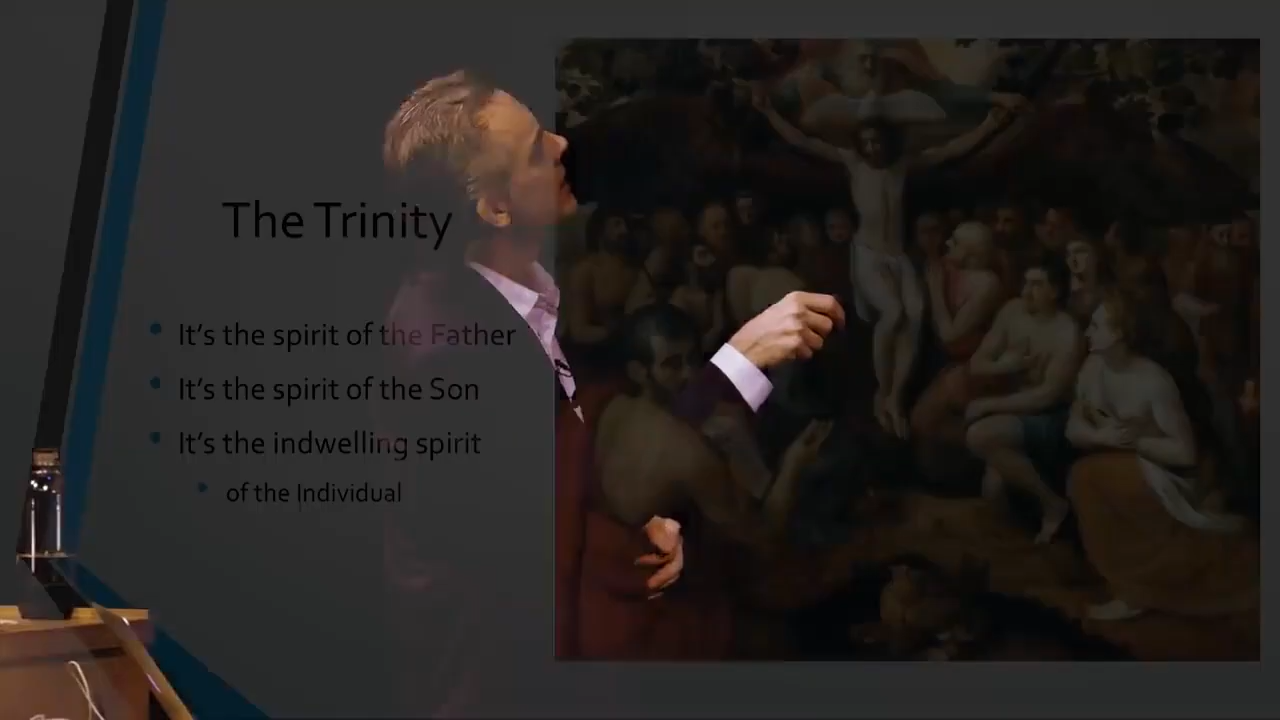 The Trinity
It's the spirit of the Father
It's the spirit of the Son
It's the indwelling spirit
of the Individual